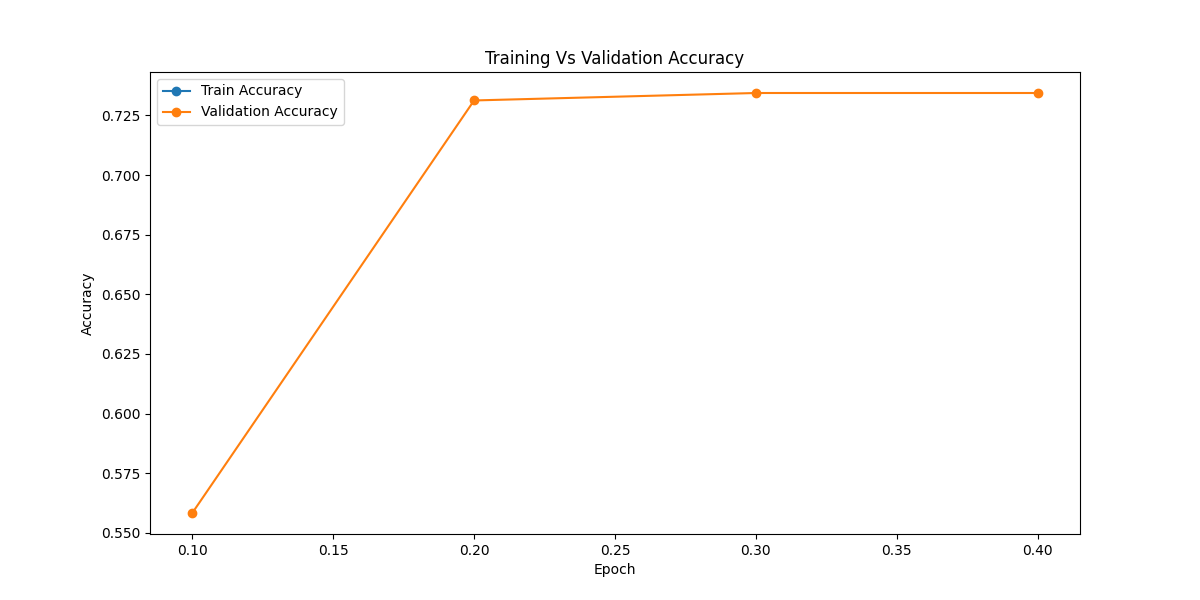 Training Vs Validation Accuracy
Train Accuracy
Validation Accuracy
0.725
0.700
0.675
0.650
0.625
0.600
0.575
0.550
Accuracy
0.10 0.15 0.20 0.25 0.30 0.35 0.40
Epoch